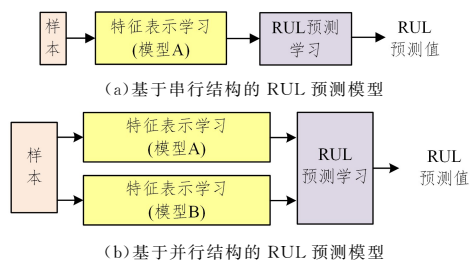 样
本
特征表示学习
(模型A)
RUL预测
学习
RUL
预测值
(a)基于串行结构的 RUL 预测模型
样
本
特征表示学习
(模型A)
特征表示学习
(模型B)
RUL
预测学习
RUL
预测值
(b)基于并行结构的 RUL 预测模型